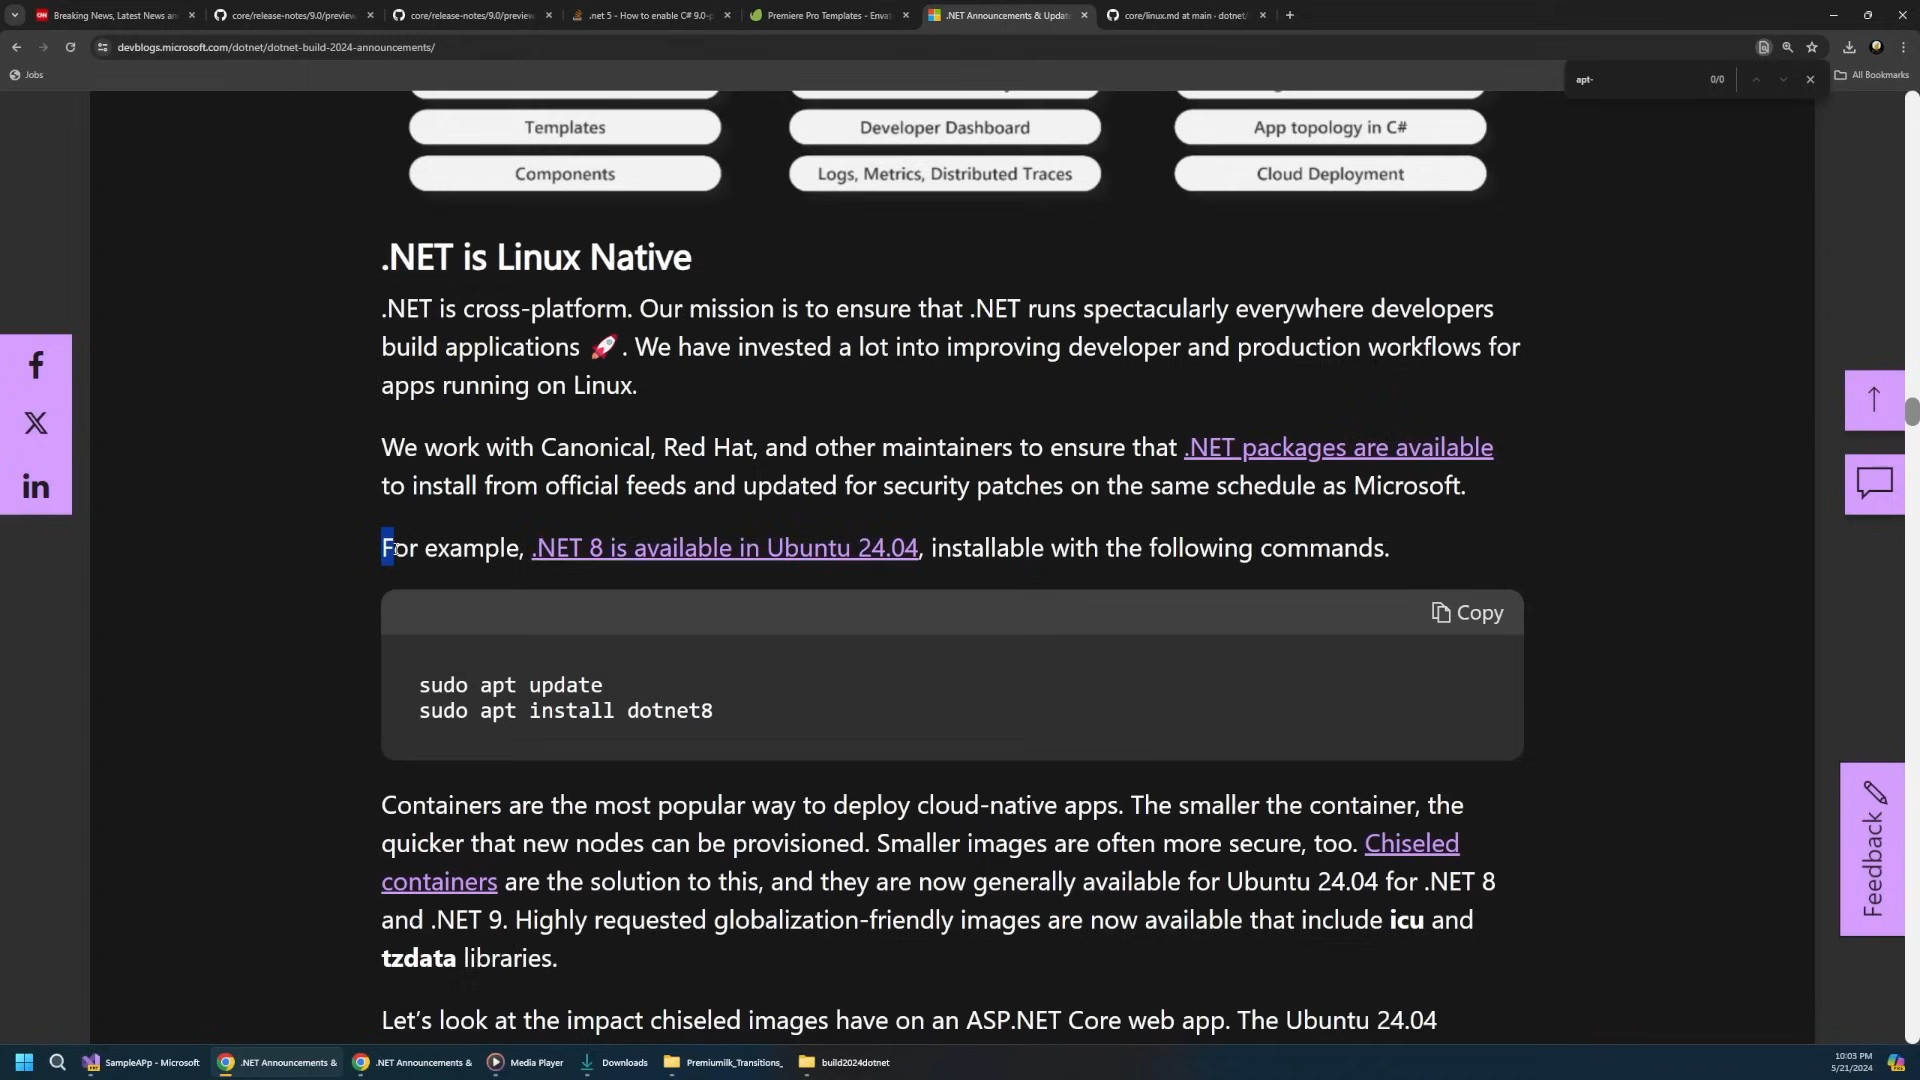 Breaking News, Latest News an
core/release-notes/9.0/preview
core/release-notes/9.0/preview
.net 5 - How to enable C# 9.0-p
Premiere Pro Templates - Envat
.NET Announcements & Update
core/linux.md at main · dotnet/
devblogs.microsoft.com/dotnet/dotnet-build-2024-announcements/
Jobs
apt-
0/0
All Bookmarks
Templates
Developer Dashboard
App topology in C#
Components
Logs, Metrics, Distributed Traces
Cloud Deployment
.NET is Linux Native
.NET is cross-platform. Our mission is to ensure that .NET runs spectacularly everywhere developers
build applications 🚀. We have invested a lot into improving developer and production workflows for
apps running on Linux.
We work with Canonical, Red Hat, and other maintainers to ensure that .NET packages are available
to install from official feeds and updated for security patches on the same schedule as Microsoft.
For example, .NET 8 is available in Ubuntu 24.04, installable with the following commands.
Copy
sudo apt update
sudo apt install dotnet8
Containers are the most popular way to deploy cloud-native apps. The smaller the container, the
quicker that new nodes can be provisioned. Smaller images are often more secure, too. Chiseled
containers are the solution to this, and they are now generally available for Ubuntu 24.04 for .NET 8
and .NET 9. Highly requested globalization-friendly images are now available that include icu and
tzdata libraries.
Let's look at the impact chiseled images have on an ASP.NET Core web app. The Ubuntu 24.04
Feedback
SampleAPp - Microsoft
.NET Announcements &
.NET Announcements &
Media Player
Downloads
Premiumilk_Transitions_
build2024dotnet
10:03 PM
5/21/2024